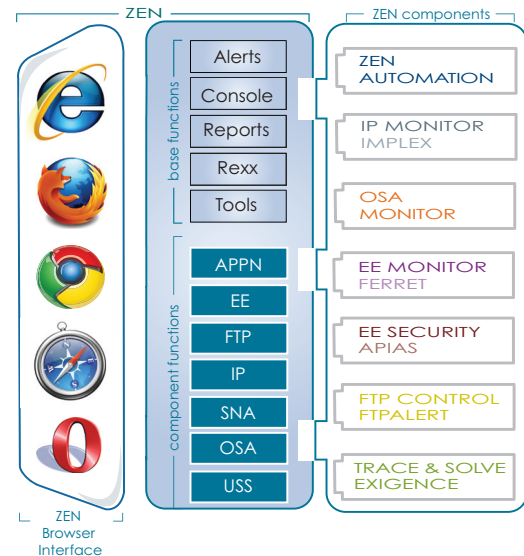 ZEN
ZEN components
base functions
Alerts
Console
Reports
Rexx
Tools
component functions
APPN
EE
FTP
IP
SNA
OSA
USS
ZEN
AUTOMATION
IP MONITOR
IMPLEX
OSA
MONITOR
EE MONITOR
FERRET
EE SECURITY
APIAS
FTP CONTROL
FTPALERT
TRACE & SOLVE
EXIGENCE
ZEN
Browser
Interface